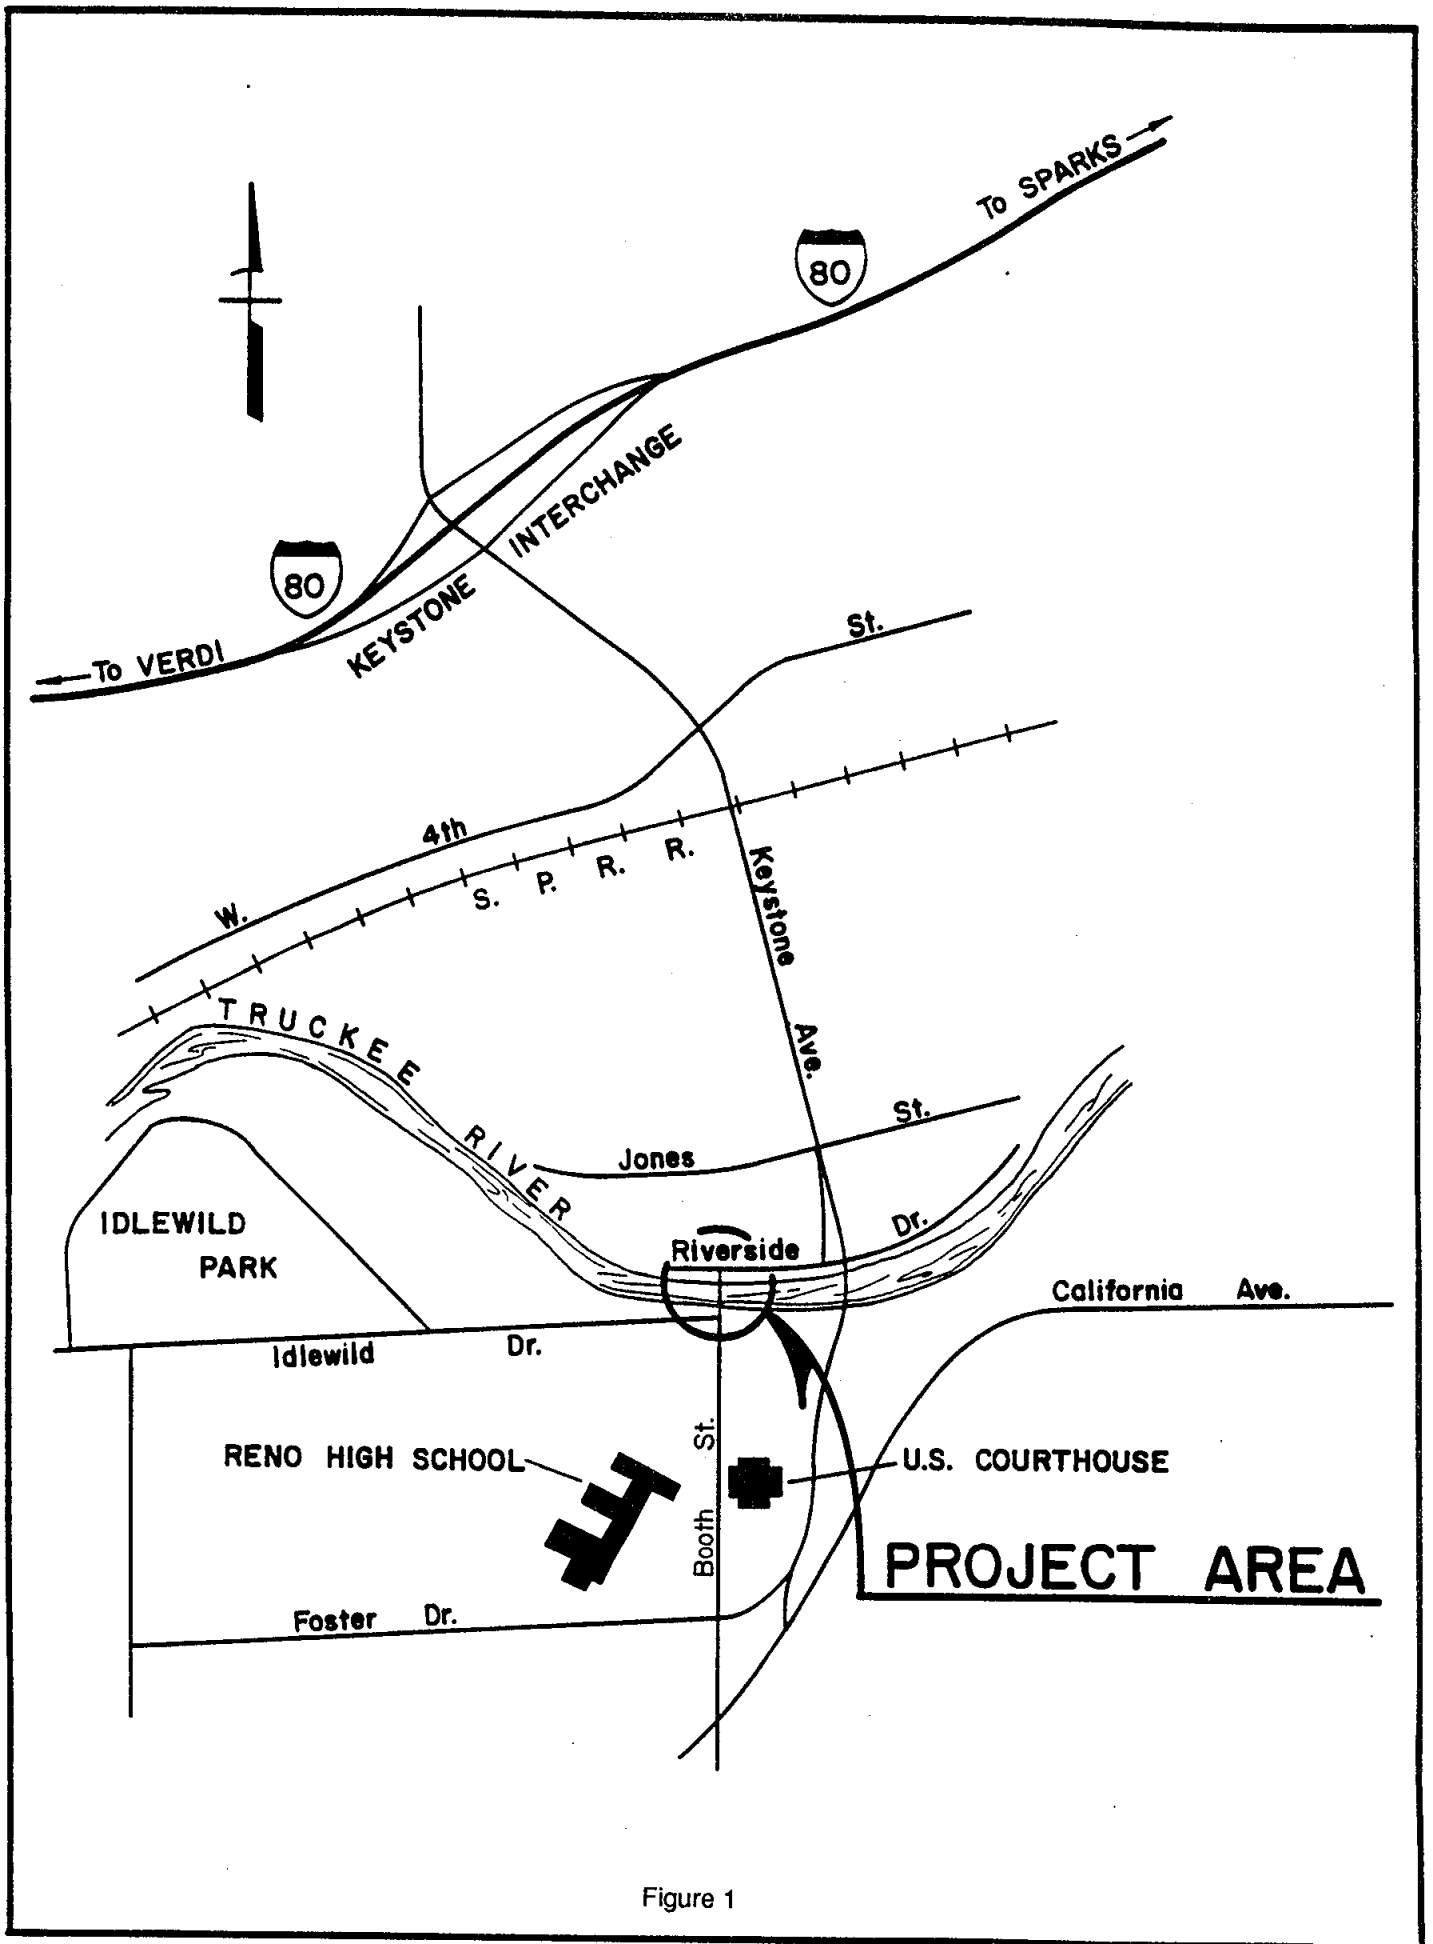 To SPARKS
80
KEYSTONE INTERCHANGE
80
To VERDI
W. 4th St.
S. P. R. R.
Keystone Ave.
TRUCKEE RIVER
Jones St.
IDLEWILD
PARK
Riverside Dr.
California Ave.
Idlewild Dr.
RENO HIGH SCHOOL
Booth St.
U.S. COURTHOUSE
PROJECT AREA
Foster Dr.
Figure 1